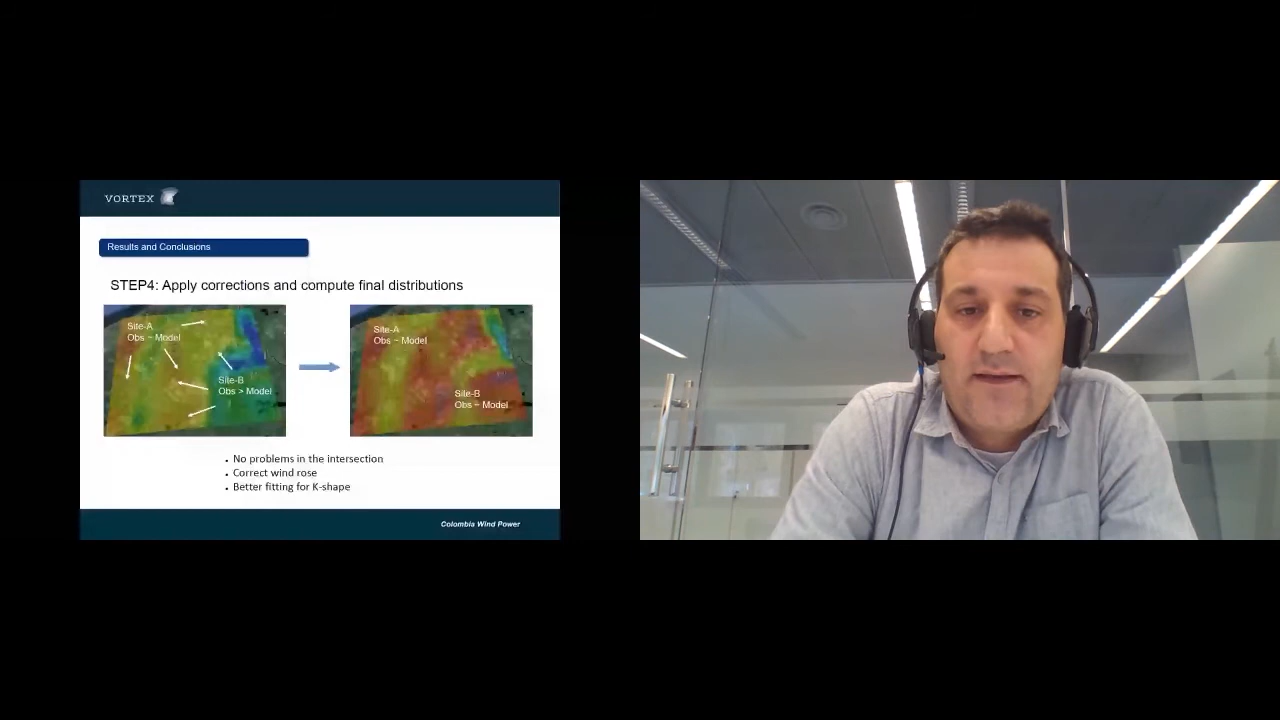 VORTEX
Results and Conclusions
STEP4: Apply corrections and compute final distributions
Site-A
Obs ~ Model
Site-B
Obs > Model
Site-A
Obs ~ Model
Site-B
Obs ~ Model
• No problems in the intersection
• Correct wind rose
• Better fitting for K-shape
Colombia Wind Power